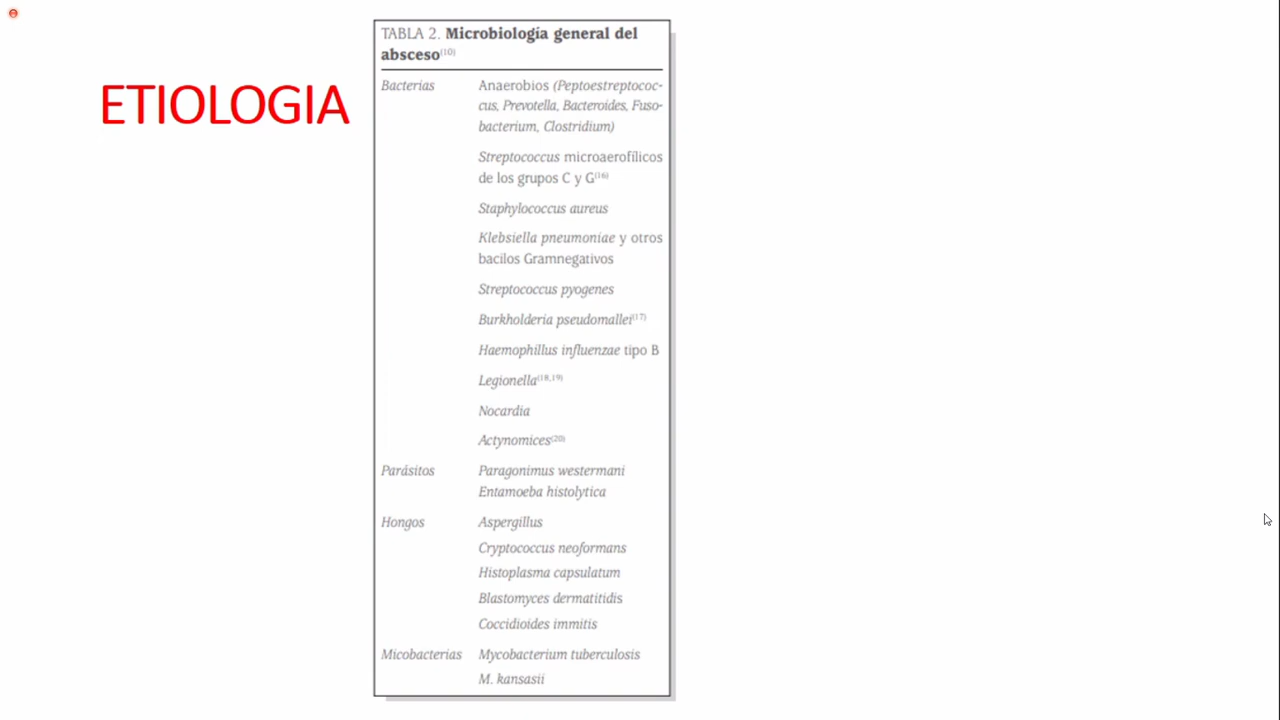 ETIOLOGIA
TABLA 2. Microbiología general del
absceso(10)
Bacterias Anaerobios (Peptoestreptococ-
cus, Prevotella, Bacteroides, Fuso-
bacterium, Clostridium)
Streptococcus microaerofílicos
de los grupos C y G(16)
Staphylococcus aureus
Klebsiella pneumoniae y otros
bacilos Gramnegativos
Streptococcus pyogenes
Burkholderia pseudomallei(17)
Haemophillus influenzae tipo B
Legionella(18,19)
Nocardia
Actynomices(20)
Parásitos Paragonimus westermani
Entamoeba histolytica
Hongos Aspergillus
Cryptococcus neoformans
Histoplasma capsulatum
Blastomyces dermatitidis
Coccidioides immitis
Micobacterias Mycobacterium tuberculosis
M. kansasii